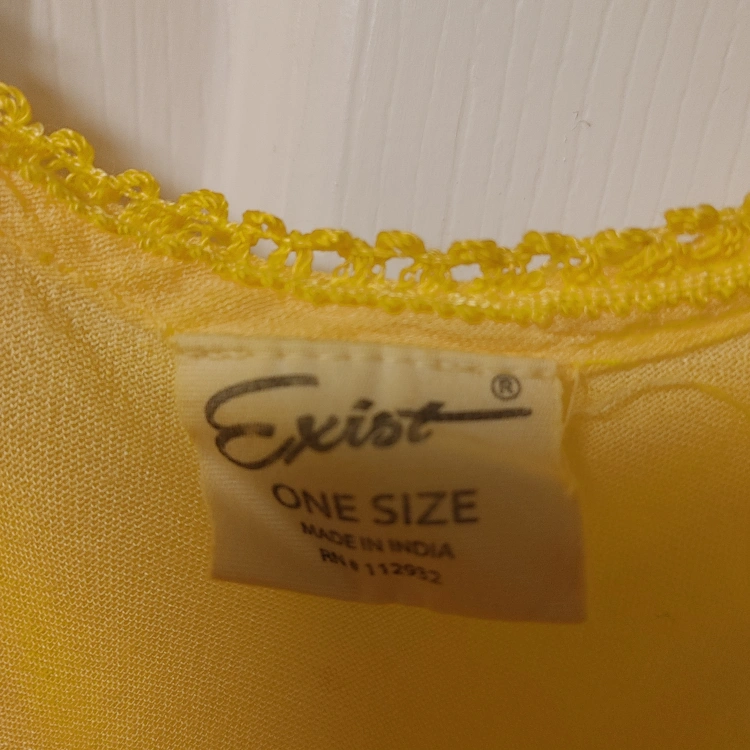 Exist®
ONE SIZE
MADE IN INDIA
RN # 112932